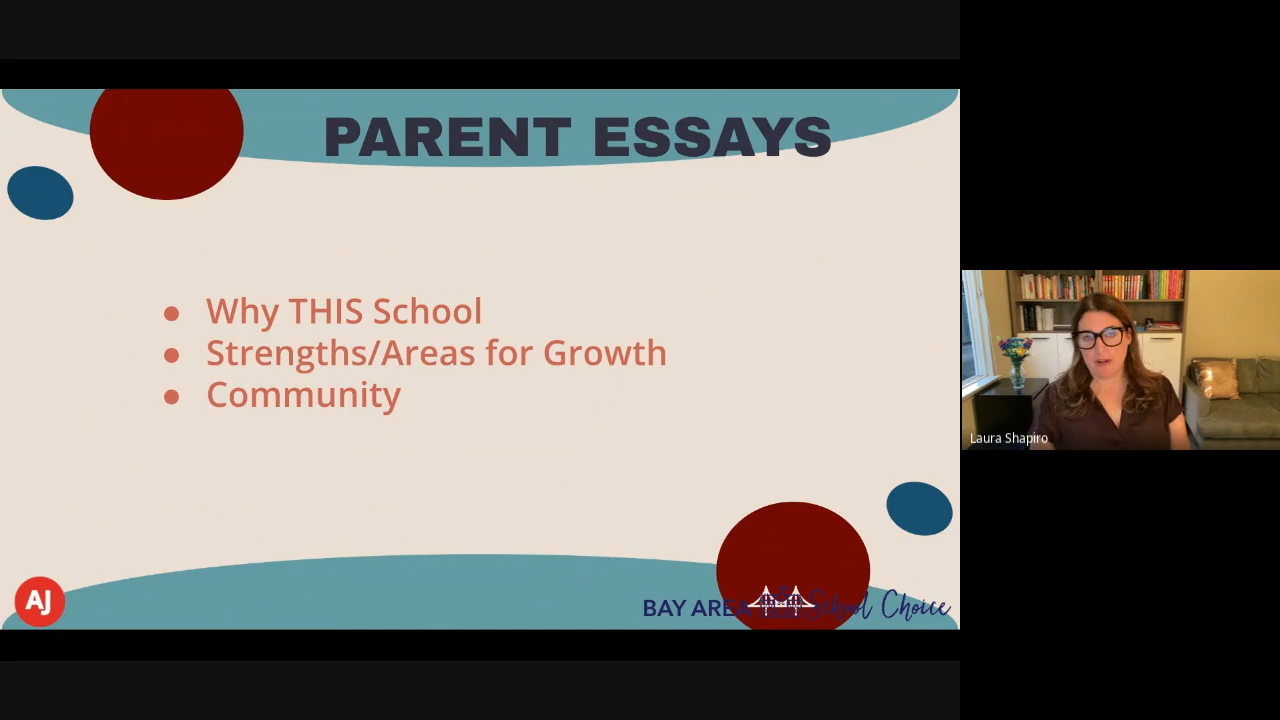 PARENT ESSAYS
● Why THIS School
● Strengths/Areas for Growth
● Community
Laura Shapiro
AJ
BAY AREA School Choice